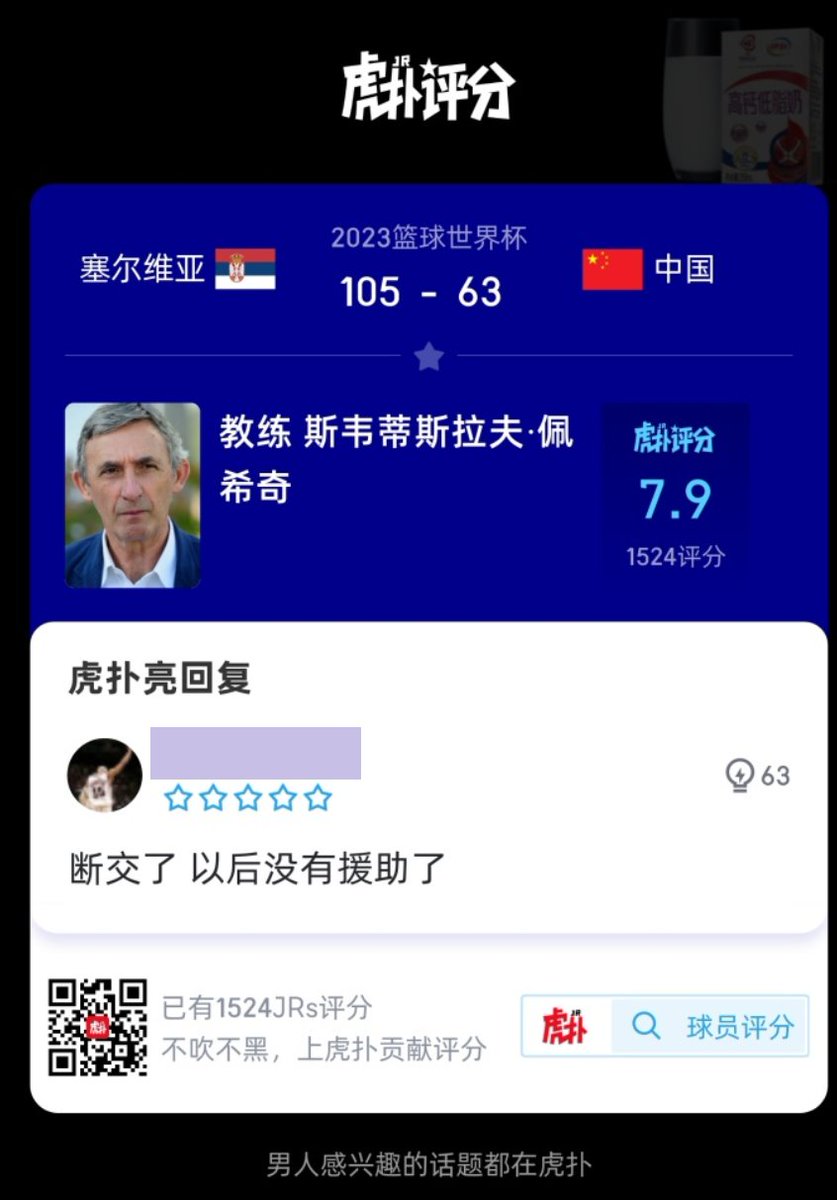 虎扑评分
JR
高钙低脂奶
2023篮球世界杯
塞尔维亚
105 - 63
中国
教练 斯韦蒂斯拉夫·佩
希奇
虎扑评分
7.9
1524评分
虎扑亮回复
63
断交了 以后没有援助了
已有1524JRs评分
不吹不黑，上虎扑贡献评分
虎扑
JR
球员评分
虎扑
男人感兴趣的话题都在虎扑